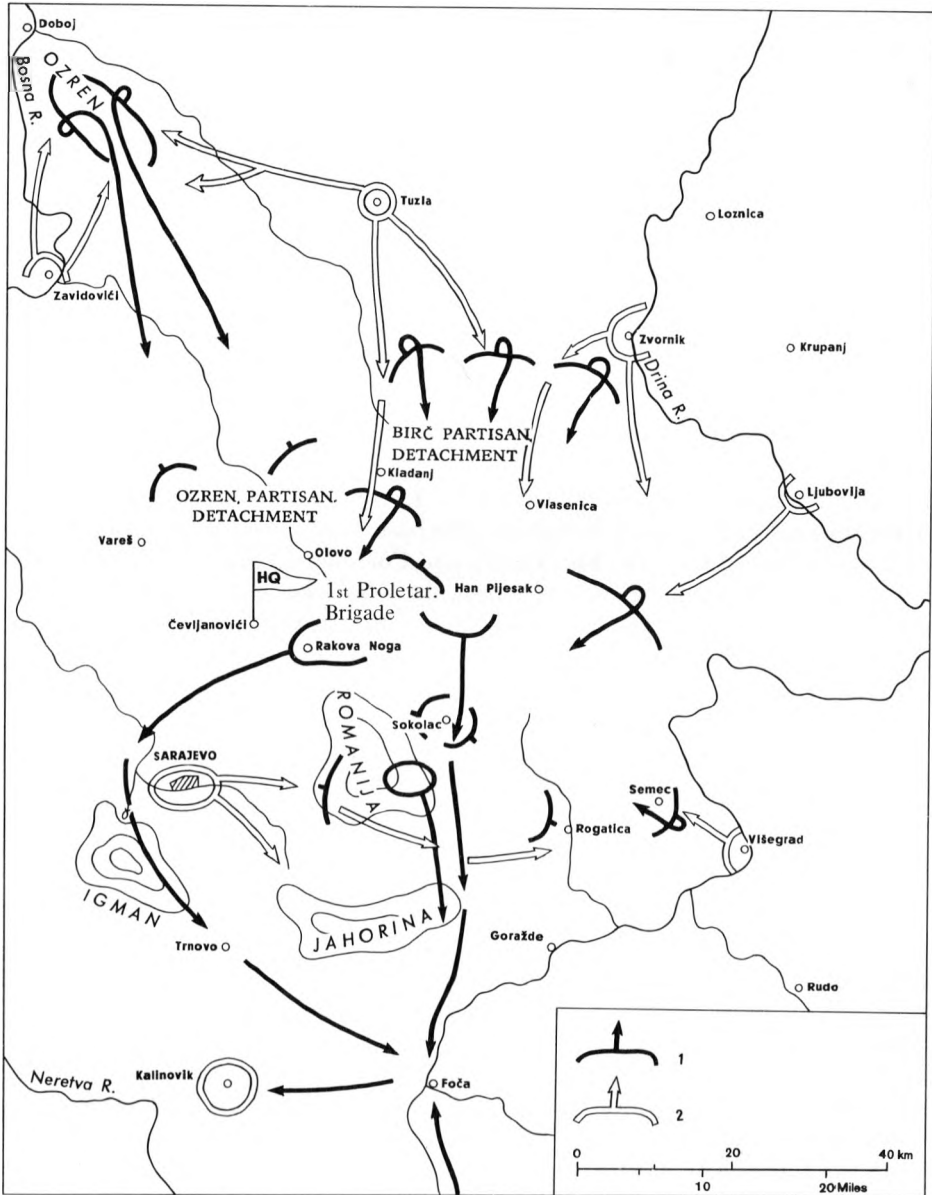 Doboj
OZREN
Bosna R.
Tuzla
Loznica
Zavidovići
Zvornik
Krupanj
Drina R.
BIRČ PARTISAN
DETACHMENT
Kladanj
OZREN, PARTISAN,
DETACHMENT
Vlasenica
Ljubovija
Vareš
Olovo
HQ
1st Proletar.
Brigade
Han Pijesak
Čevljanovići
Rakova Noga
ROMANIJA
Sokolac
SARAJEVO
Semec
Rogatica
Višegrad
IGMAN
JAHORINA
Goražde
Trnovo
Rudo
Kalinovik
Neretva R.
Foča
1
2
0 20 40 km
10 20 Miles